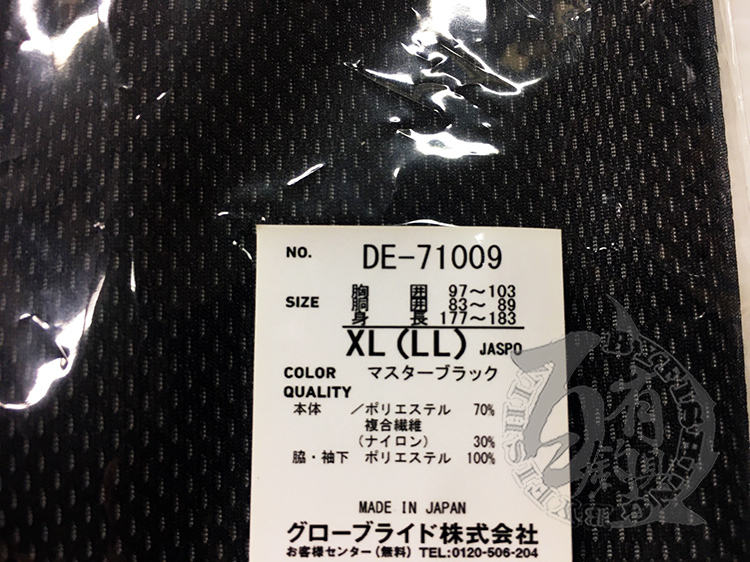 NO. DE-71009
SIZE 胸 囲 97～103
胴 囲 83～ 89
身 長 177～183
XL(LL) JASPO
COLOR マスターブラック
QUALITY
本体 ／ポリエステル 70%
複合繊維
(ナイロン) 30%
脇・袖下 ポリエステル 100%
MADE IN JAPAN
グローブライド株式会社
お客様センター(無料) TEL:0120-506-204
有
釣具